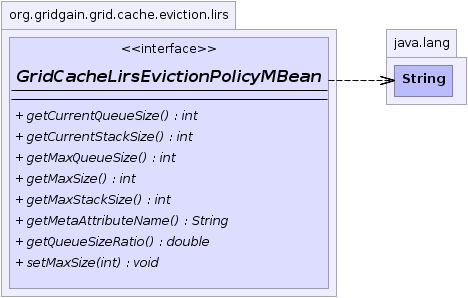 org.gridgain.grid.cache.eviction.lirs
<<interface>>
GridCacheLirsEvictionPolicyMBean
+ getCurrentQueueSize() : int
+ getCurrentStackSize() : int
+ getMaxQueueSize() : int
+ getMaxSize() : int
+ getMaxStackSize() : int
+ getMetaAttributeName() : String
+ getQueueSizeRatio() : double
+ setMaxSize(int) : void
java.lang
String